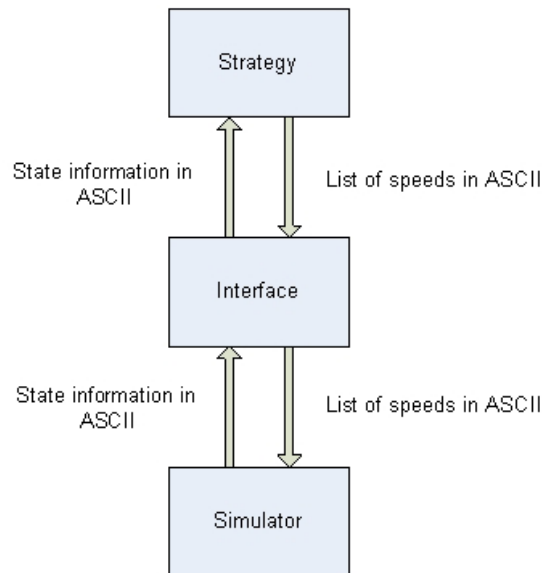 Strategy
State information in
ASCII
List of speeds in ASCII
Interface
State information in
ASCII
List of speeds in ASCII
Simulator